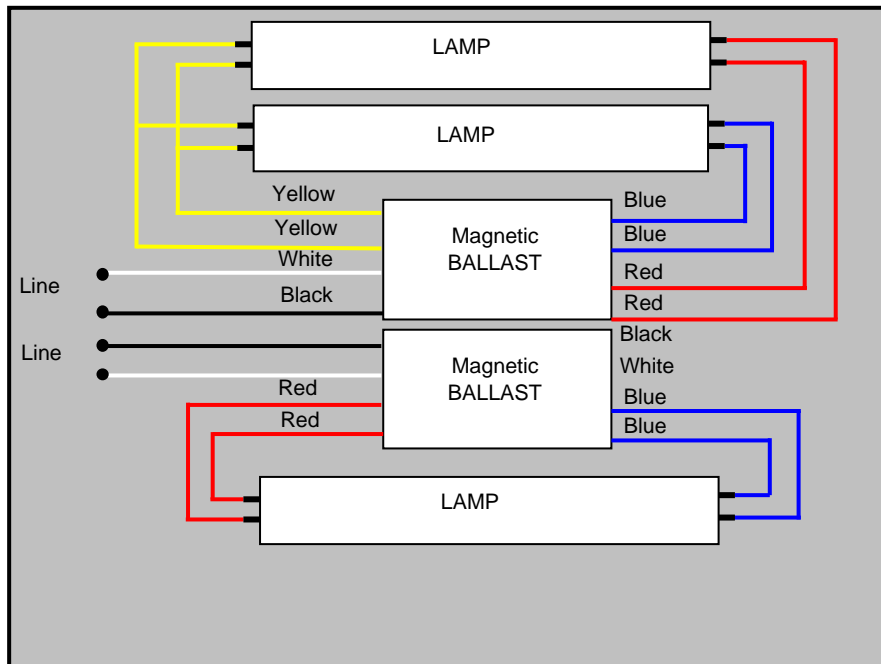 LAMP
LAMP
Yellow
Blue
Yellow
Magnetic
BALLAST
Blue
White
Red
Line
Black
Red
Black
Line
Magnetic
BALLAST
White
Red
Blue
Red
Blue
LAMP